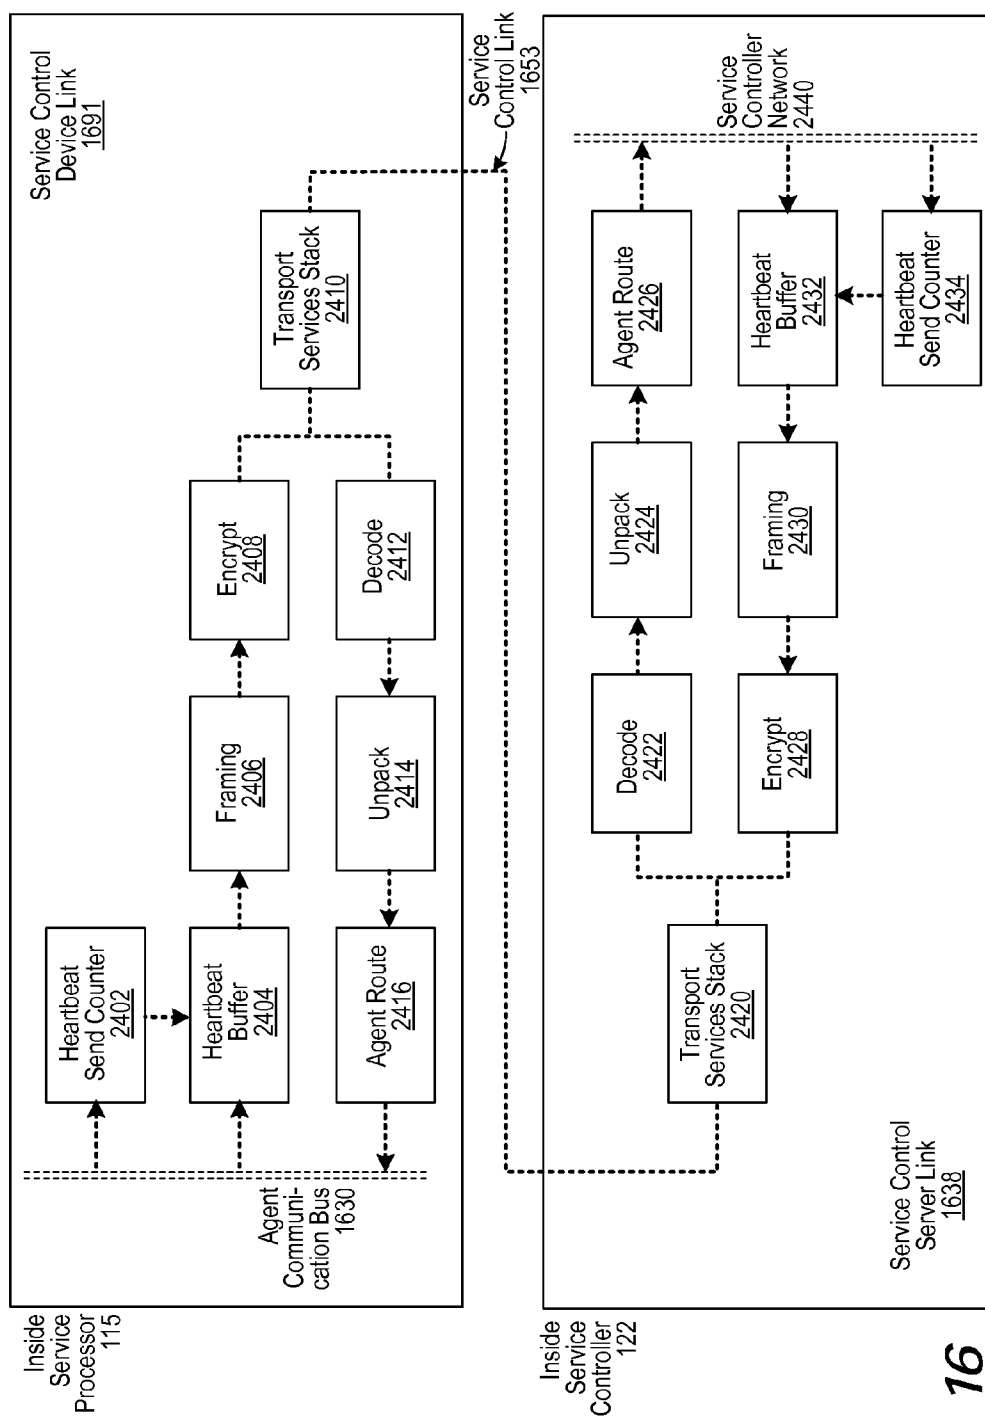 Inside
Service
Processor
115
Service Control
Device Link
1691
Agent
Communi-
cation Bus
1630
Heartbeat
Send Counter
2402
Heartbeat
Buffer
2404
Framing
2406
Encrypt
2408
Transport
Services Stack
2410
Agent Route
2416
Unpack
2414
Decode
2412
Service
Control Link
1653
Inside
Service
Controller
122
Service Control
Server Link
1638
Transport
Services Stack
2420
Decode
2422
Unpack
2424
Agent Route
2426
Encrypt
2428
Framing
2430
Heartbeat
Buffer
2432
Heartbeat
Send Counter
2434
Service
Controller
Network
2440
16